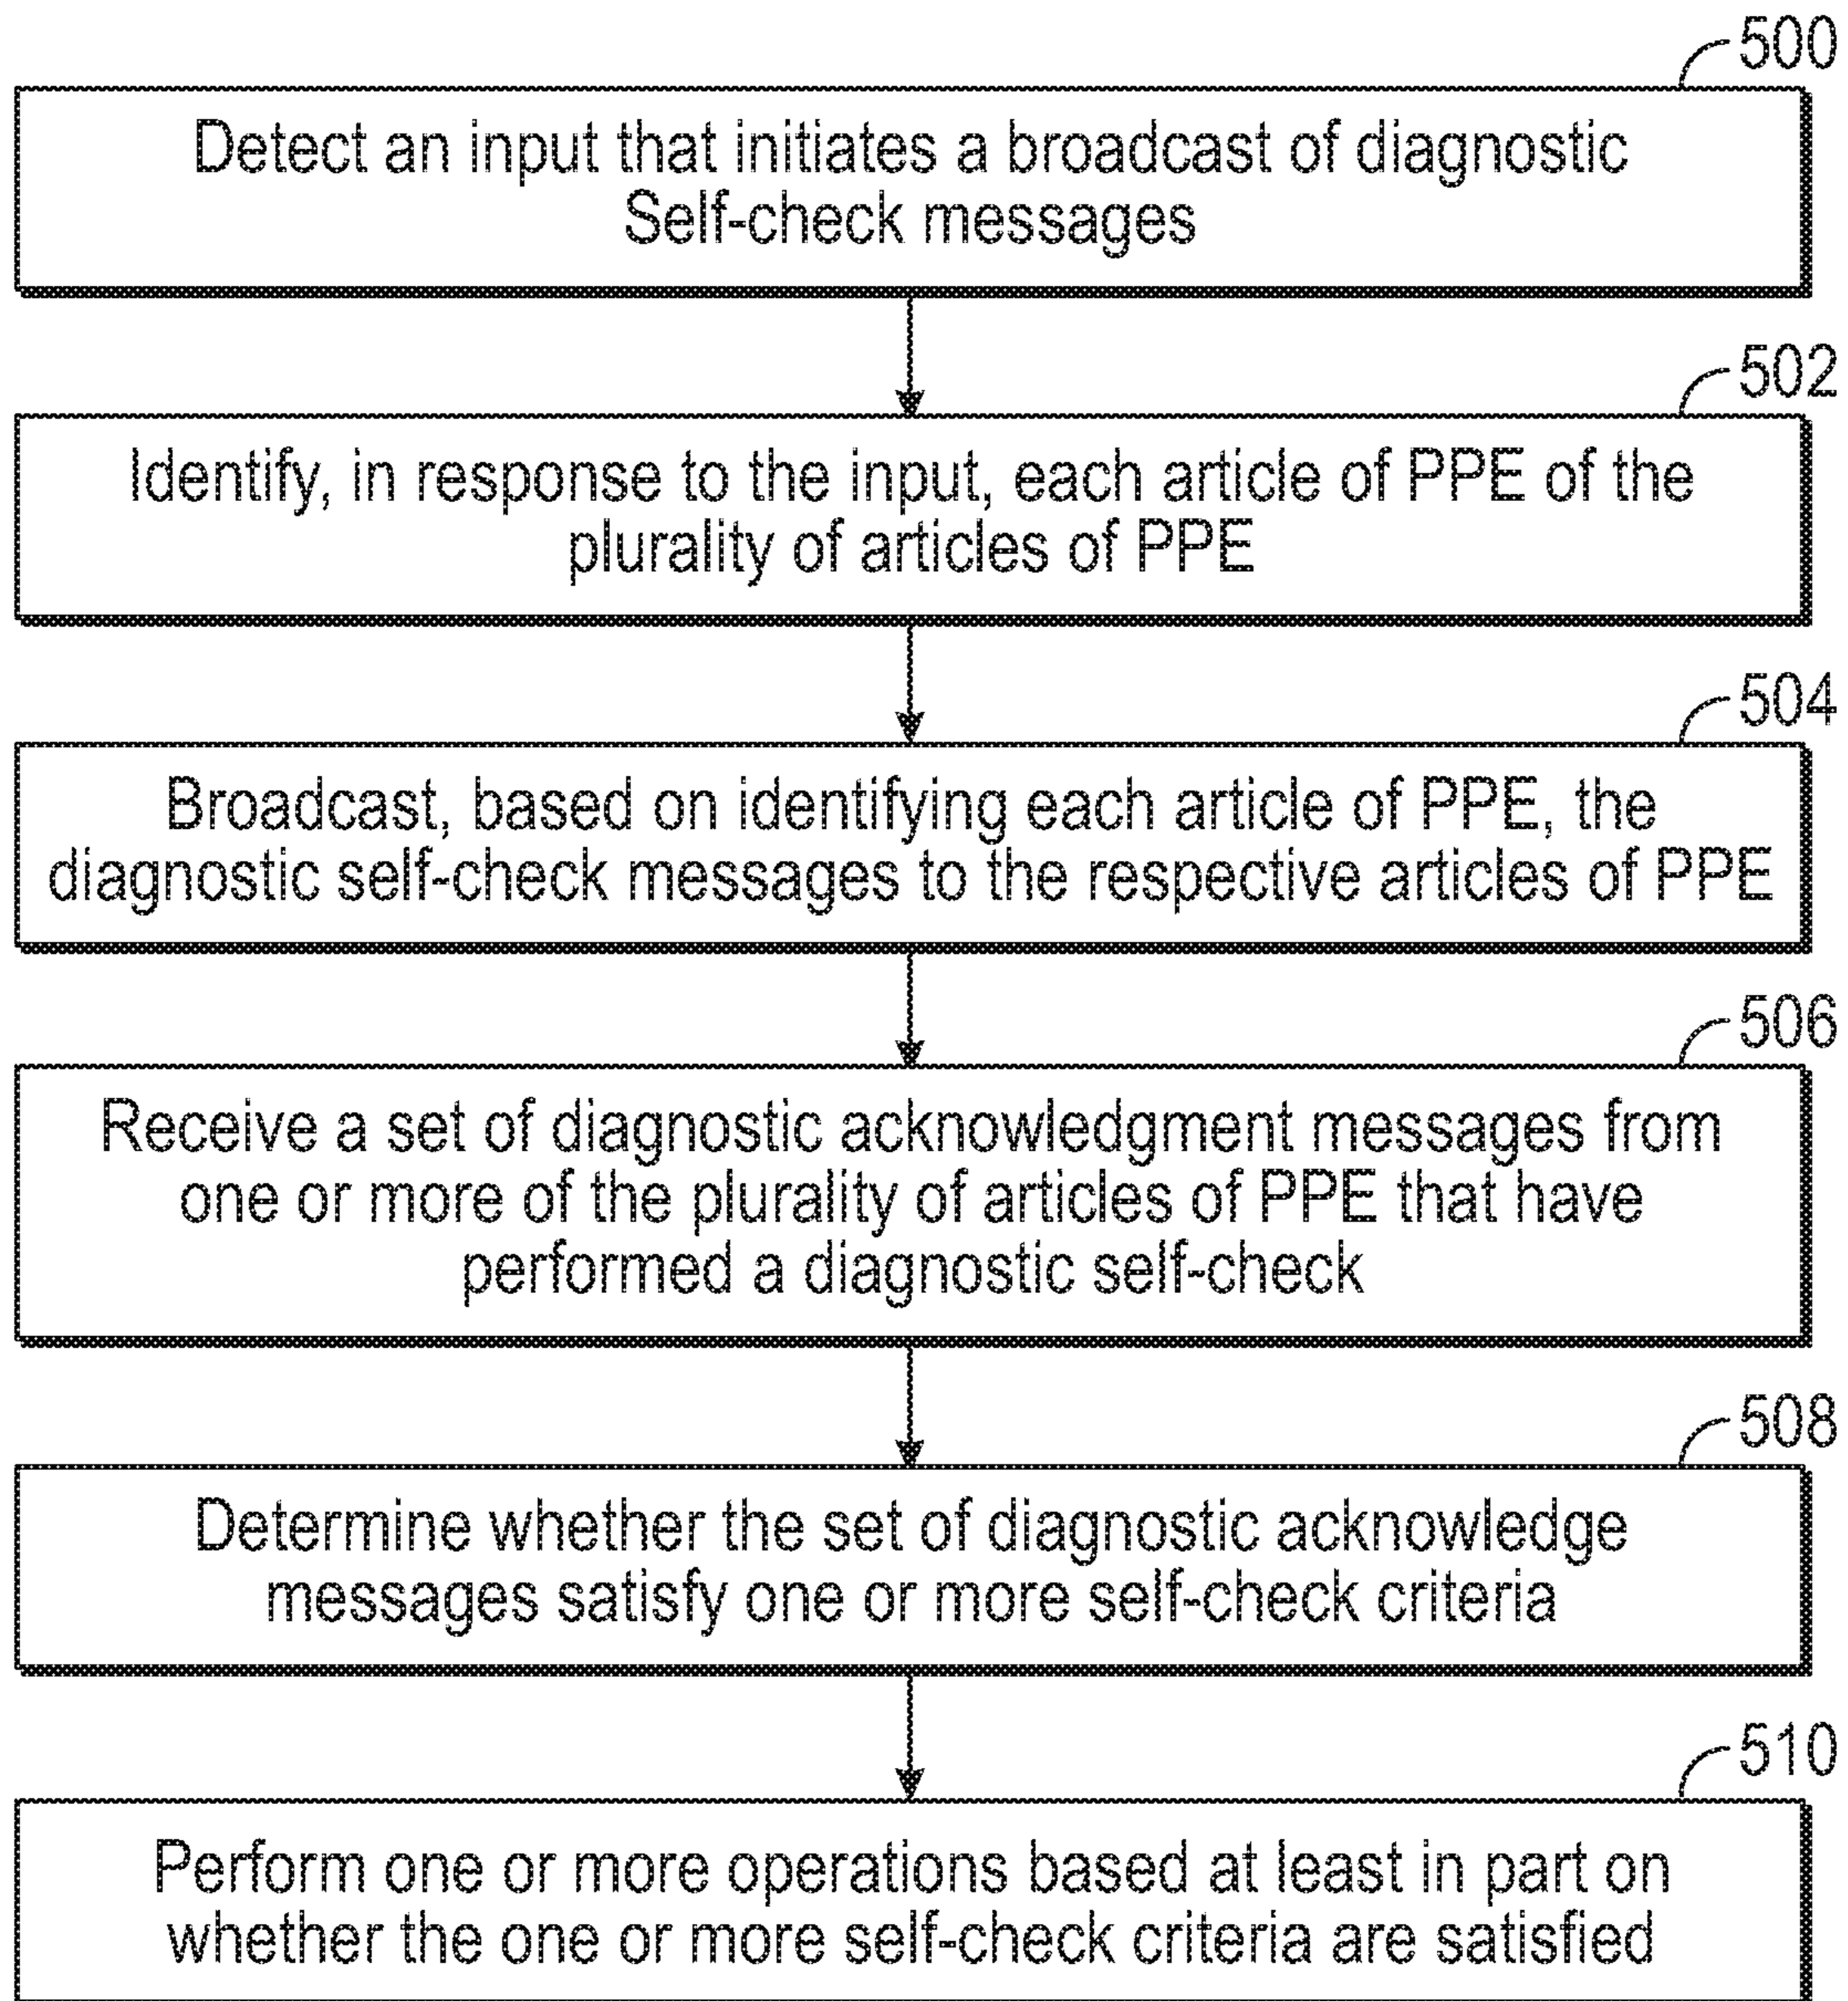 500
Detect an input that initiates a broadcast of diagnostic
Self-check messages
502
Identify, in response to the input, each article of PPE of the
plurality of articles of PPE
504
Broadcast, based on identifying each article of PPE, the
diagnostic self-check messages to the respective articles of PPE
506
Receive a set of diagnostic acknowledgment messages from
one or more of the plurality of articles of PPE that have
performed a diagnostic self-check
508
Determine whether the set of diagnostic acknowledge
messages satisfy one or more self-check criteria
510
Perform one or more operations based at least in part on
whether the one or more self-check criteria are satisfied